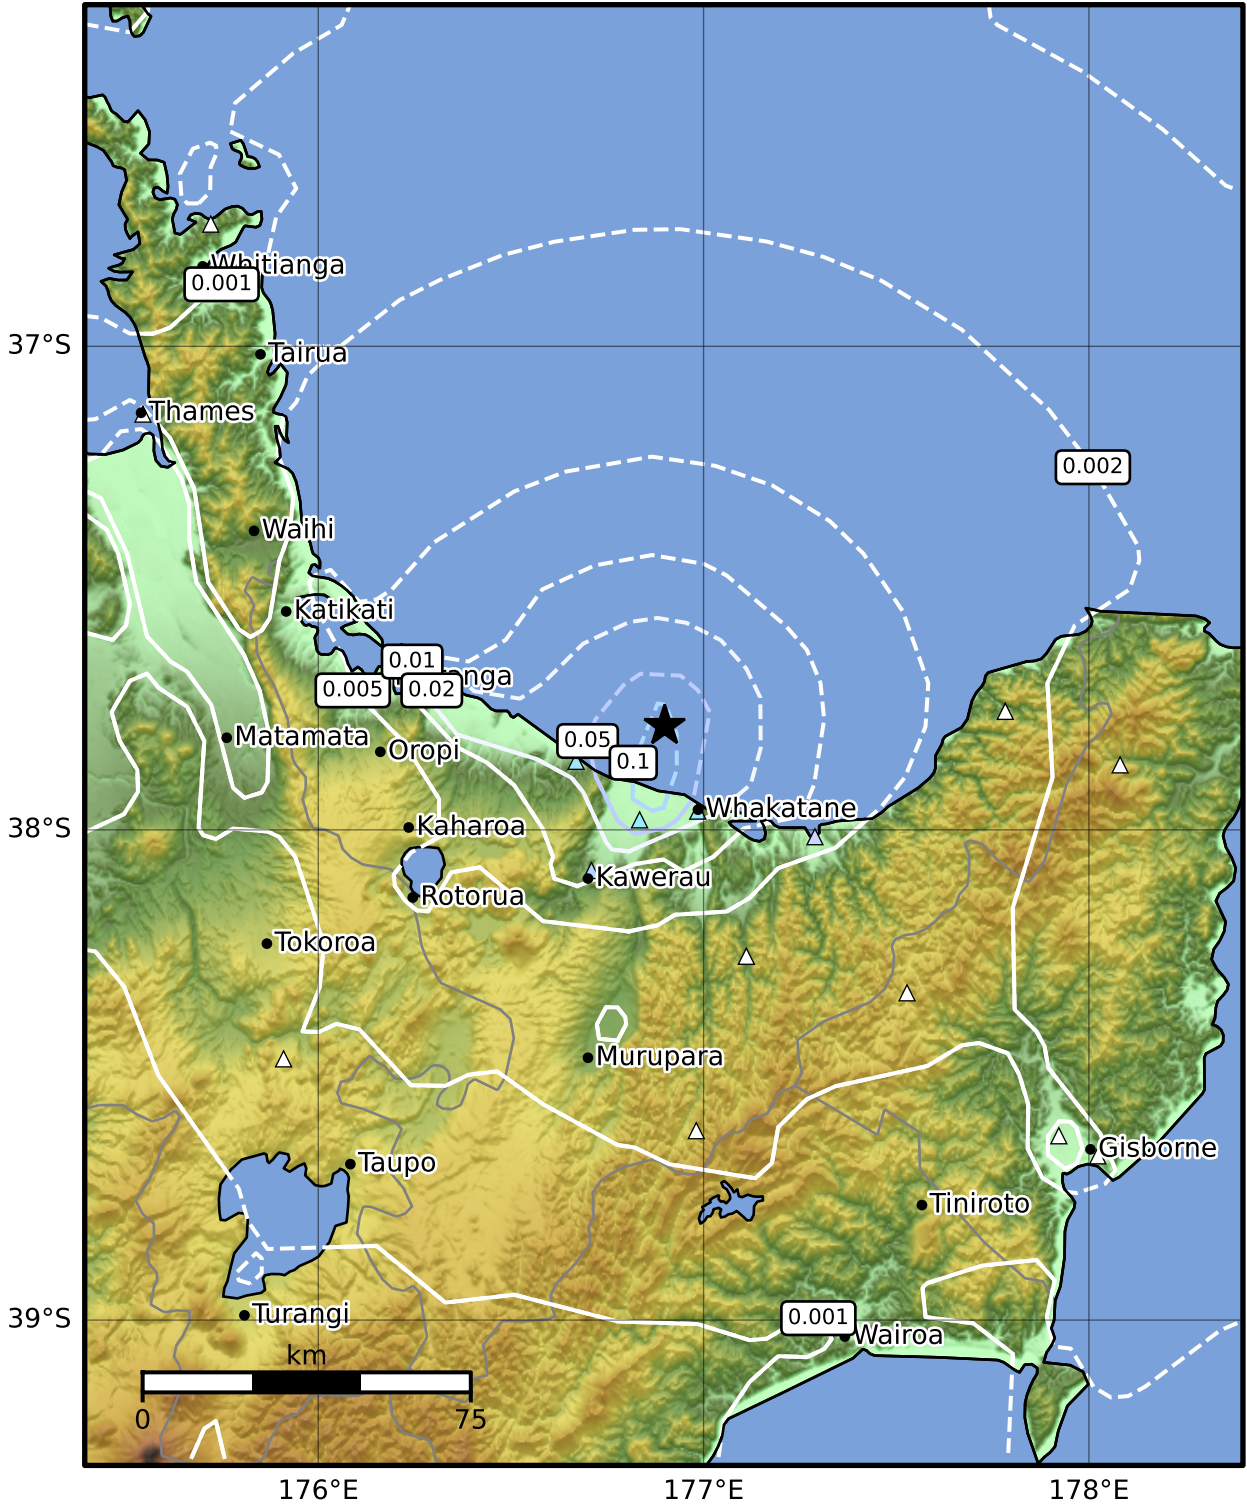 Whitianga
0.001
37°S
Tairua
Thames
0.002
Waihi
Katikati
0.01
0.005
0.02
nga
Matamata
Oropi
0.05
0.1
Whakatane
38°S
Kaharoa
Kawerau
Rotorua
Tokoroa
Murupara
Gisborne
Taupo
Tiniroto
39°S
Turangi
0.001
Wairoa
km
0
75
176°E
177°E
178°E